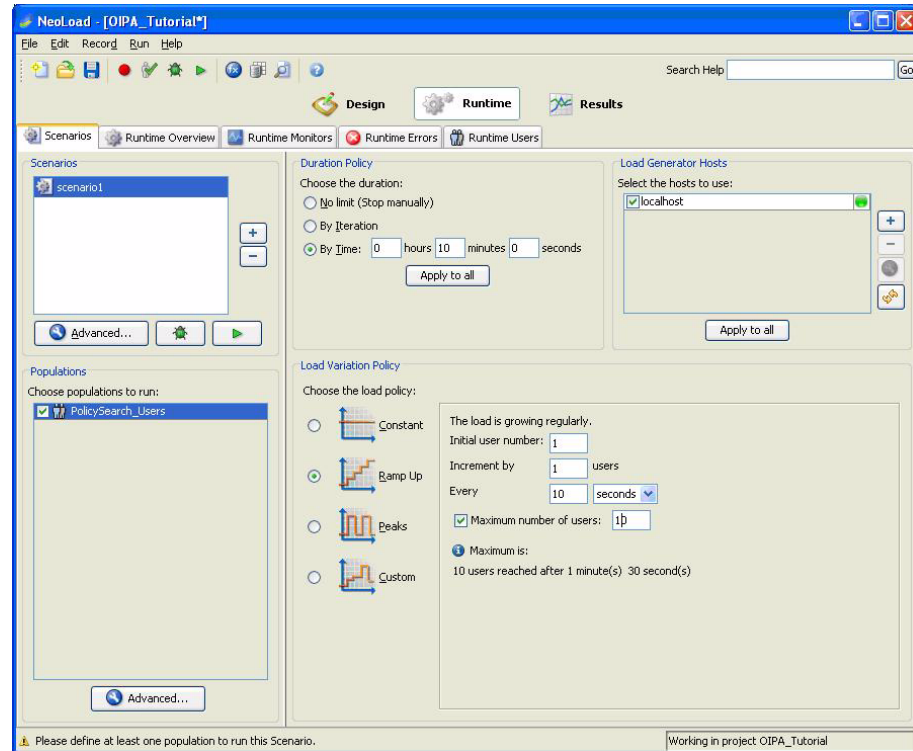 NeoLoad - [OIPA_Tutorial*]
File Edit Record Run Help
Search Help Go
Design Runtime Results
Scenarios Runtime Overview Runtime Monitors Runtime Errors Runtime Users
Scenarios
scenario1
Advanced...
Populations
Choose populations to run:
PolicySearch_Users
Advanced...
Duration Policy
Choose the duration:
No limit (Stop manually)
By Iteration
By Time: 0 hours 10 minutes 0 seconds
Apply to all
Load Generator Hosts
Select the hosts to use:
localhost
Apply to all
Load Variation Policy
Choose the load policy:
Constant
Ramp Up
Peaks
Custom
The load is growing regularly.
Initial user number: 1
Increment by 1 users
Every 10 seconds
Maximum number of users: 10
Maximum is:
10 users reached after 1 minute(s) 30 second(s)
Please define at least one population to run this Scenario.
Working in project OIPA_Tutorial